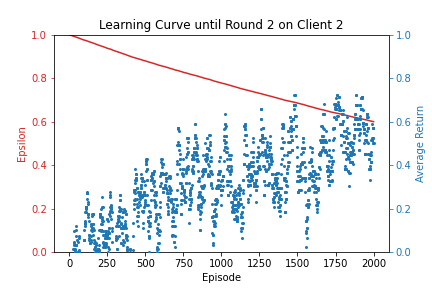 Learning Curve until Round 2 on Client 2
1.0 1.0
0.8 0.8
0.6 0.6
0.4 0.4
0.2 0.2
0.0 0.0
Epsilon
Average Return
0 250 500 750 1000 1250 1500 1750 2000
Episode